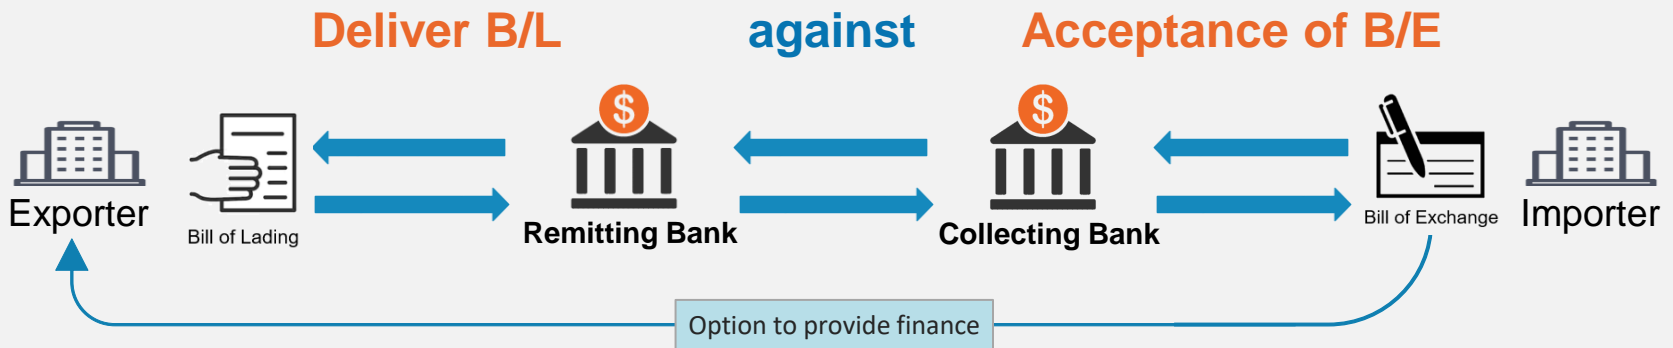 Deliver B/L against Acceptance of B/E
$ $
Exporter Bill of Lading Remitting Bank Collecting Bank Bill of Exchange Importer
Option to provide finance